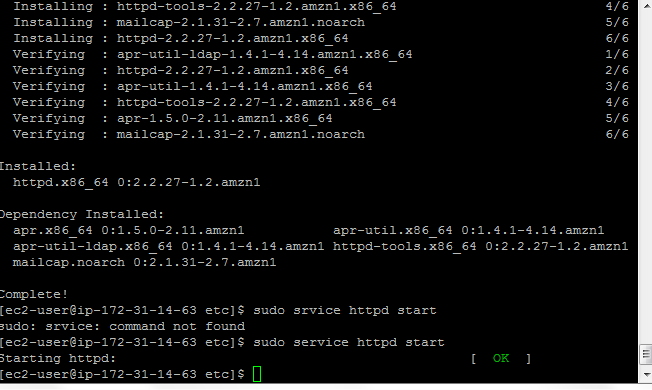 Installing : httpd-tools-2.2.27-1.2.amzn1.x86_64 4/6
Installing : mailcap-2.1.31-2.7.amzn1.noarch 5/6
Installing : httpd-2.2.27-1.2.amzn1.x86_64 6/6
Verifying : apr-util-ldap-1.4.1-4.14.amzn1.x86_64 1/6
Verifying : httpd-2.2.27-1.2.amzn1.x86_64 2/6
Verifying : apr-util-1.4.1-4.14.amzn1.x86_64 3/6
Verifying : httpd-tools-2.2.27-1.2.amzn1.x86_64 4/6
Verifying : apr-1.5.0-2.11.amzn1.x86_64 5/6
Verifying : mailcap-2.1.31-2.7.amzn1.noarch 6/6
Installed:
httpd.x86_64 0:2.2.27-1.2.amzn1
Dependency Installed:
apr.x86_64 0:1.5.0-2.11.amzn1 apr-util.x86_64 0:1.4.1-4.14.amzn1
apr-util-ldap.x86_64 0:1.4.1-4.14.amzn1 httpd-tools.x86_64 0:2.2.27-1.2.amzn1
mailcap.noarch 0:2.1.31-2.7.amzn1
Complete!
[ec2-user@ip-172-31-14-63 etc]$ sudo srvice httpd start
sudo: srvice: command not found
[ec2-user@ip-172-31-14-63 etc]$ sudo service httpd start
Starting httpd: [ OK ]
[ec2-user@ip-172-31-14-63 etc]$